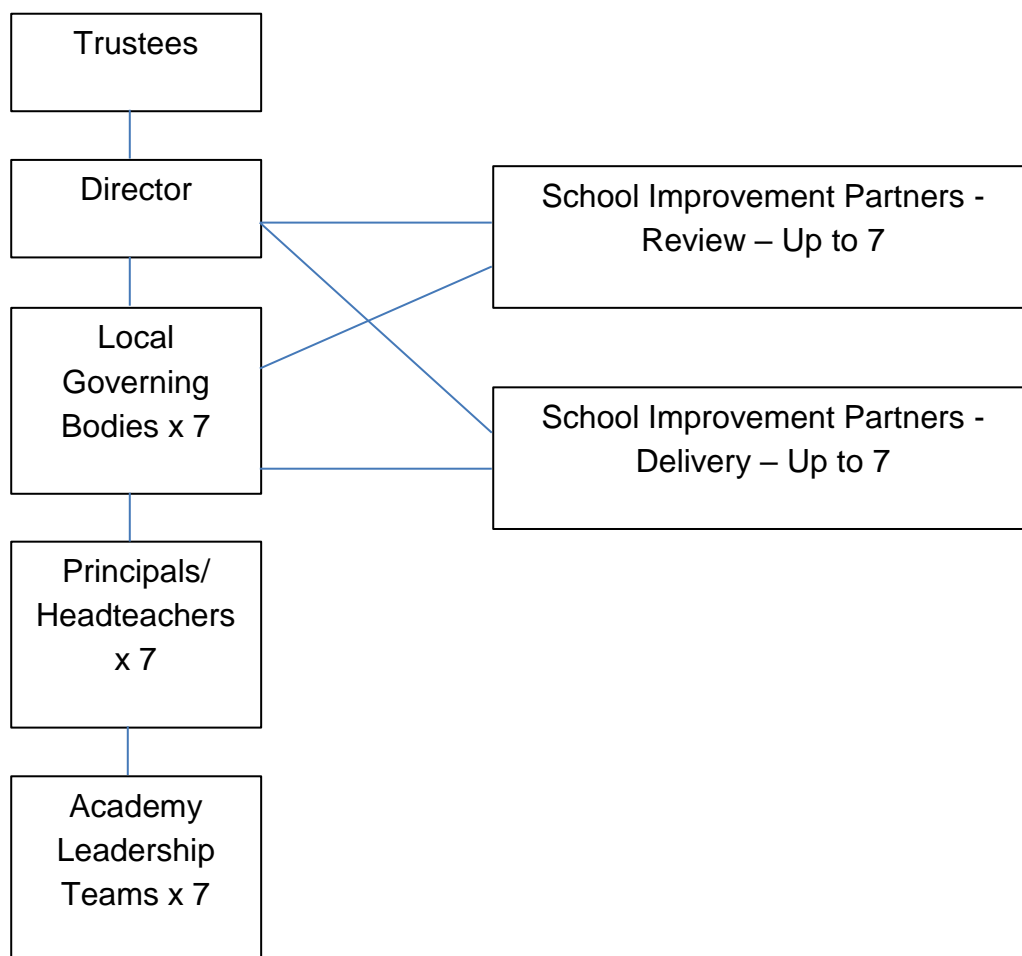 Trustees
Director
School Improvement Partners -
Review – Up to 7
Local
Governing
Bodies x 7
School Improvement Partners -
Delivery – Up to 7
Principals/
Headteachers
x 7
Academy
Leadership
Teams x 7